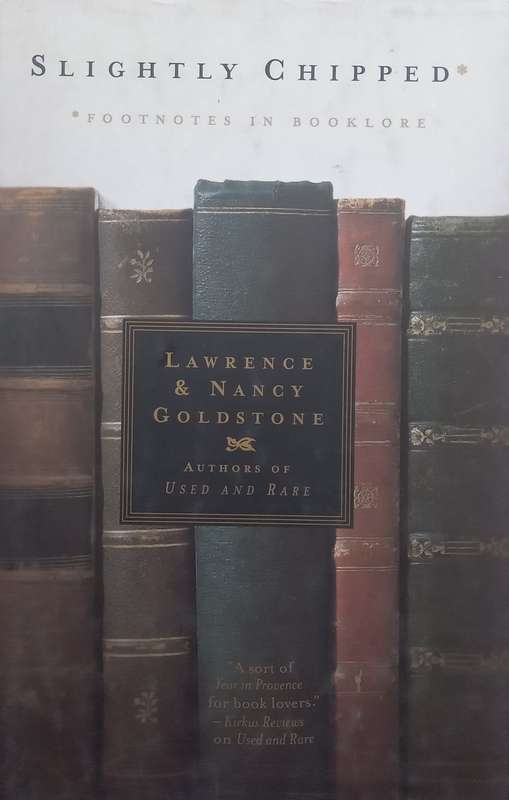 SLIGHTLY CHIPPED*
*FOOTNOTES IN BOOKLORE
LAWRENCE
& NANCY
GOLDSTONE
AUTHORS OF
USED AND RARE
"A sort of
Year in Provence
for book lovers."
– Kirkus Reviews
on Used and Rare